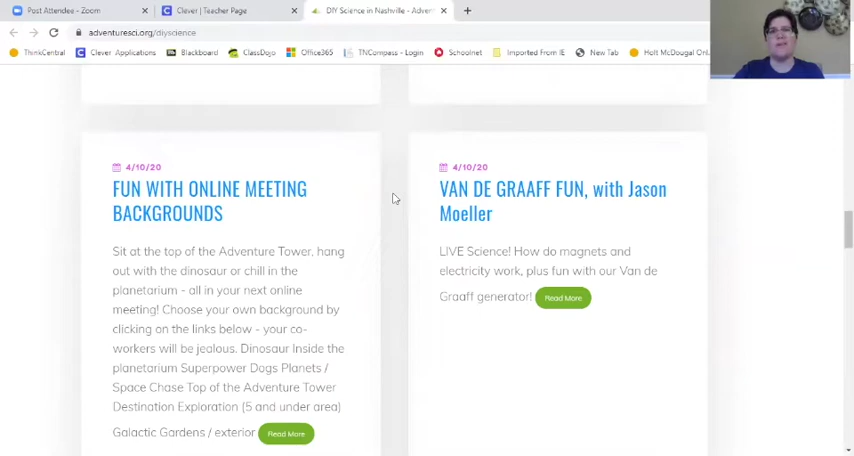 Post Attendee - Zoom
Clever | Teacher Page
DIY Science in Nashville - Adven
adventuresci.org/diyscience
ThinkCentral
Clever Applications
Blackboard
ClassDojo
Office365
TNCompass - Login
Schoolnet
Imported From IE
New Tab
Holt McDougal Onl
4/10/20
FUN WITH ONLINE MEETING
BACKGROUNDS
Sit at the top of the Adventure Tower, hang
out with the dinosaur or chill in the
planetarium - all in your next online
meeting! Choose your own background by
clicking on the links below - your co-
workers will be jealous. Dinosaur Inside the
planetarium Superpower Dogs Planets /
Space Chase Top of the Adventure Tower
Destination Exploration (5 and under area)
Galactic Gardens / exterior Read More
4/10/20
VAN DE GRAAFF FUN, with Jason
Moeller
LIVE Science! How do magnets and
electricity work, plus fun with our Van de
Graaff generator! Read More